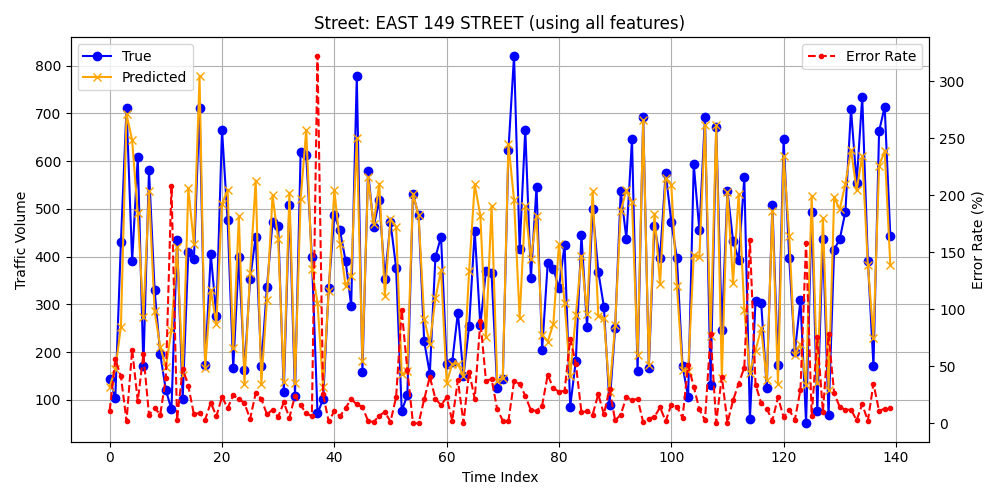 Street: EAST 149 STREET (using all features)
True
Predicted
Error Rate
800
700
600
500
400
300
200
100
Traffic Volume
300
250
200
150
100
50
0
Error Rate (%)
0 20 40 60 80 100 120 140
Time Index